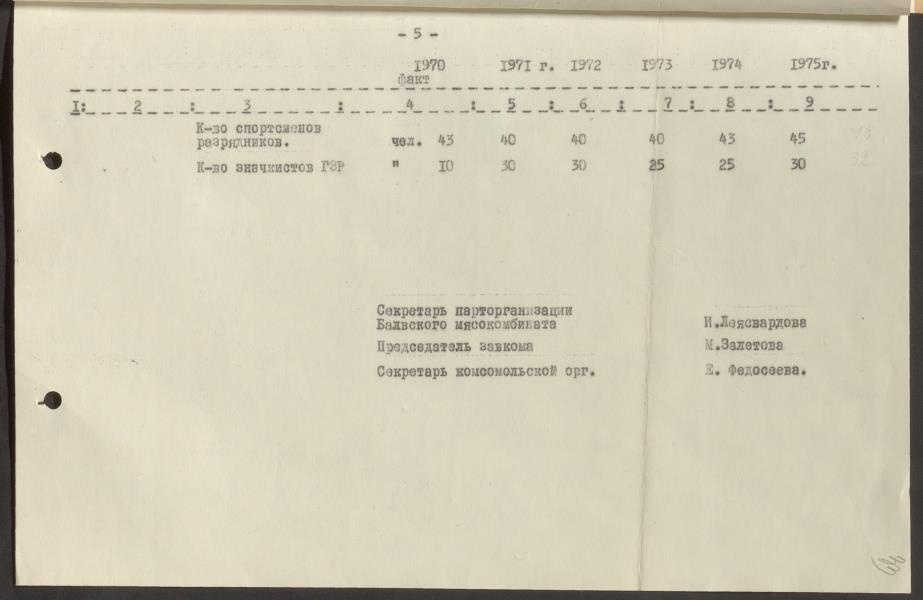 - 5 -
1970 1971 г. 1972 1973 1974 1975г.
факт
1: 2 : 3 : 4 : 5 : 6 : 7 : 8 : 9
К-во спортсменов
разрядников. чел. 43 40 40 40 43 45
К-во значкистов ГЗР " 10 30 30 25 25 30
Секретарь парторганизации
Балвского мясокомбината И.Леясвардова
Председатель завкома М.Залетова
Секретарь комсомольской орг. Е. Федосеева.